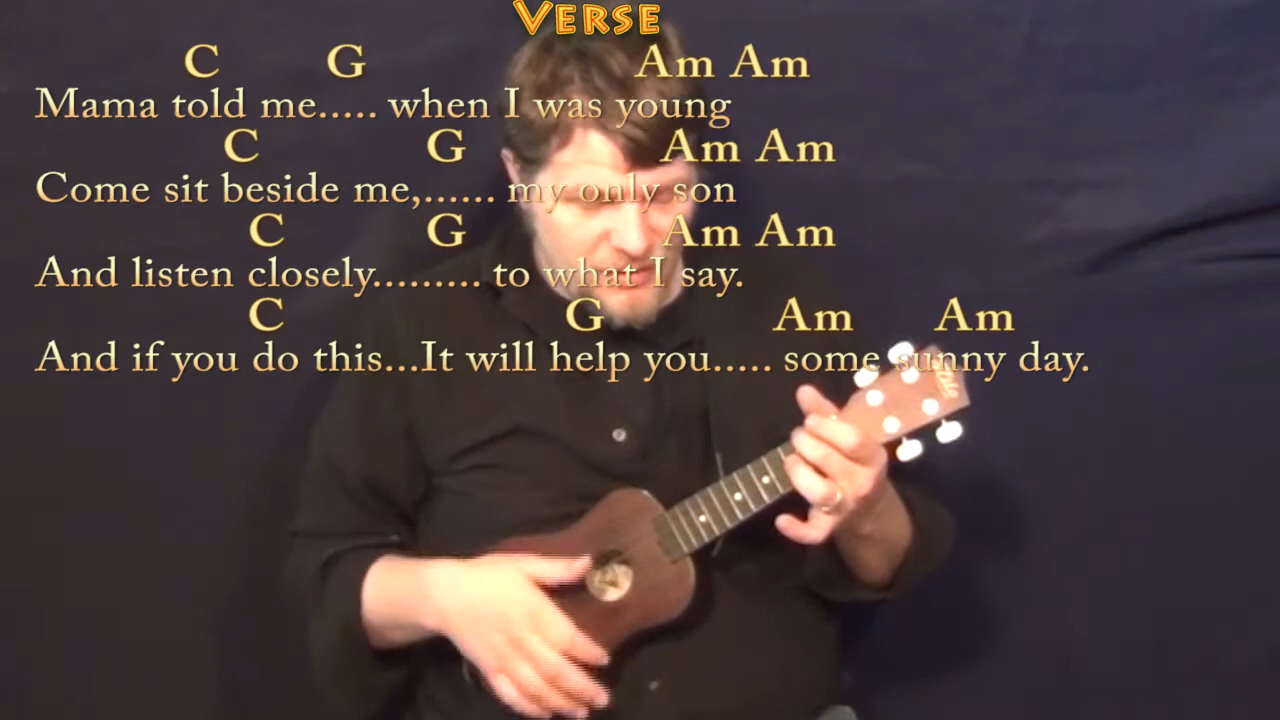 VERSE
C G Am Am
Mama told me..... when I was young
C G Am Am
Come sit beside me,...... my only son
C G Am Am
And listen closely......... to what I say.
C G Am Am
And if you do this...It will help you..... some sunny day.